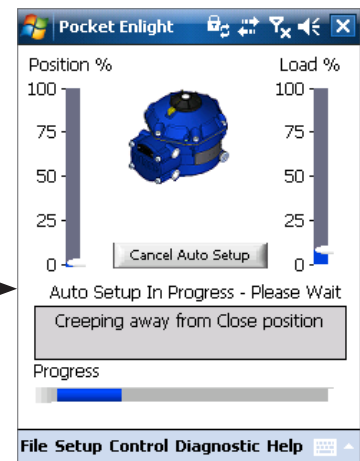 Pocket Enlight
Position %
Load %
100
75
50
25
0
100
75
50
25
0
Cancel Auto Setup
Auto Setup In Progress - Please Wait
Creeping away from Close position
Progress
File Setup Control Diagnostic Help